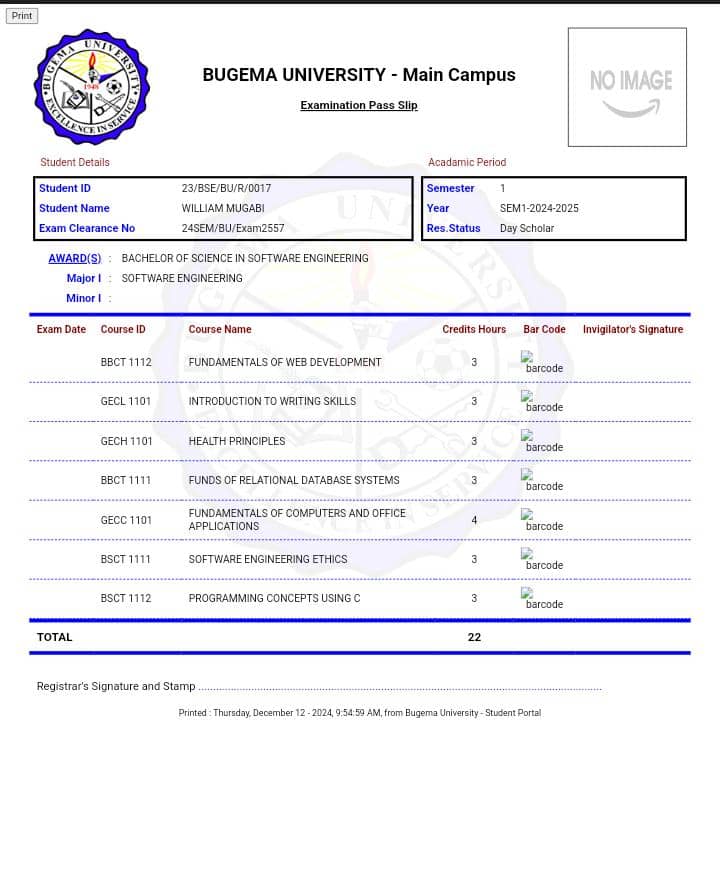 Print
BUGEMA UNIVERSITY
1948
EXCELLENCE IN SERVICE
BUGEMA UNIVERSITY - Main Campus
Examination Pass Slip
NO IMAGE
Student Details
Acadamic Period
Student ID 23/BSE/BU/R/0017
Student Name WILLIAM MUGABI
Exam Clearance No 24SEM/BU/Exam2557
Semester 1
Year SEM1-2024-2025
Res.Status Day Scholar
AWARD(S) : BACHELOR OF SCIENCE IN SOFTWARE ENGINEERING
Major I : SOFTWARE ENGINEERING
Minor I :
Exam Date Course ID Course Name Credits Hours Bar Code Invigilator's Signature
BBCT 1112 FUNDAMENTALS OF WEB DEVELOPMENT 3 barcode
GECL 1101 INTRODUCTION TO WRITING SKILLS 3 barcode
GECH 1101 HEALTH PRINCIPLES 3 barcode
BBCT 1111 FUNDS OF RELATIONAL DATABASE SYSTEMS 3 barcode
GECC 1101 FUNDAMENTALS OF COMPUTERS AND OFFICE
APPLICATIONS 4 barcode
BSCT 1111 SOFTWARE ENGINEERING ETHICS 3 barcode
BSCT 1112 PROGRAMMING CONCEPTS USING C 3 barcode
TOTAL 22
Registrar's Signature and Stamp ..........
Printed : Thursday, December 12 - 2024, 9:54:59 AM, from Bugema University - Student Portal